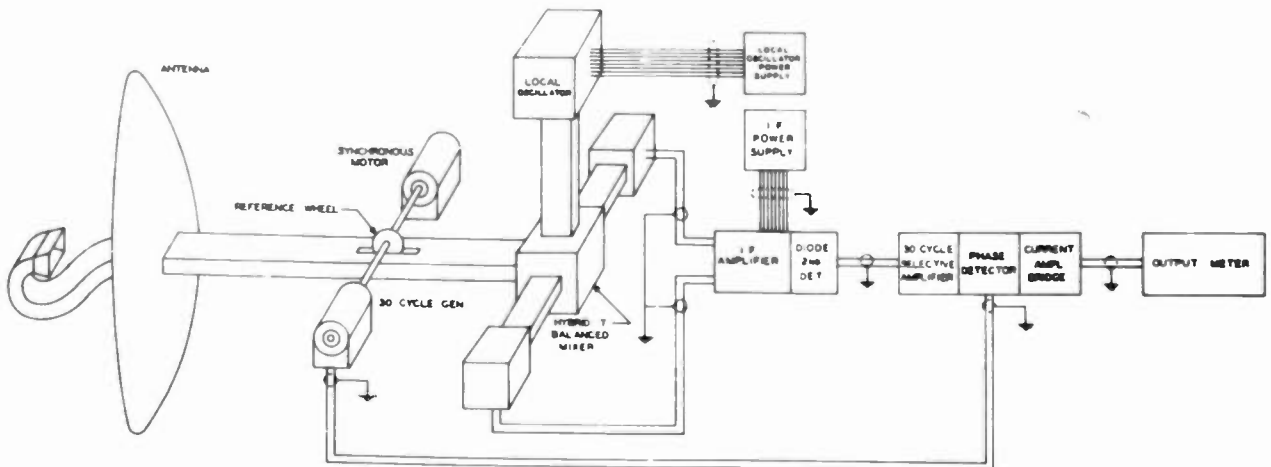 ANTENNA
LOCAL
OSCILLATOR
LOCAL
OSCILLATOR
POWER
SUPPLY
I F
POWER
SUPPLY
SYNCHRONOUS
MOTOR
REFERENCE WHEEL
30 CYCLE GEN
HYBRID T
BALANCED
MIXER
I.F
AMPLIFIER
DIODE
2ND
DET
30 CYCLE
SELECTIVE
AMPLIFIER
PHASE
DETECTOR
CURRENT
AMPL
BRIDGE
OUTPUT METER